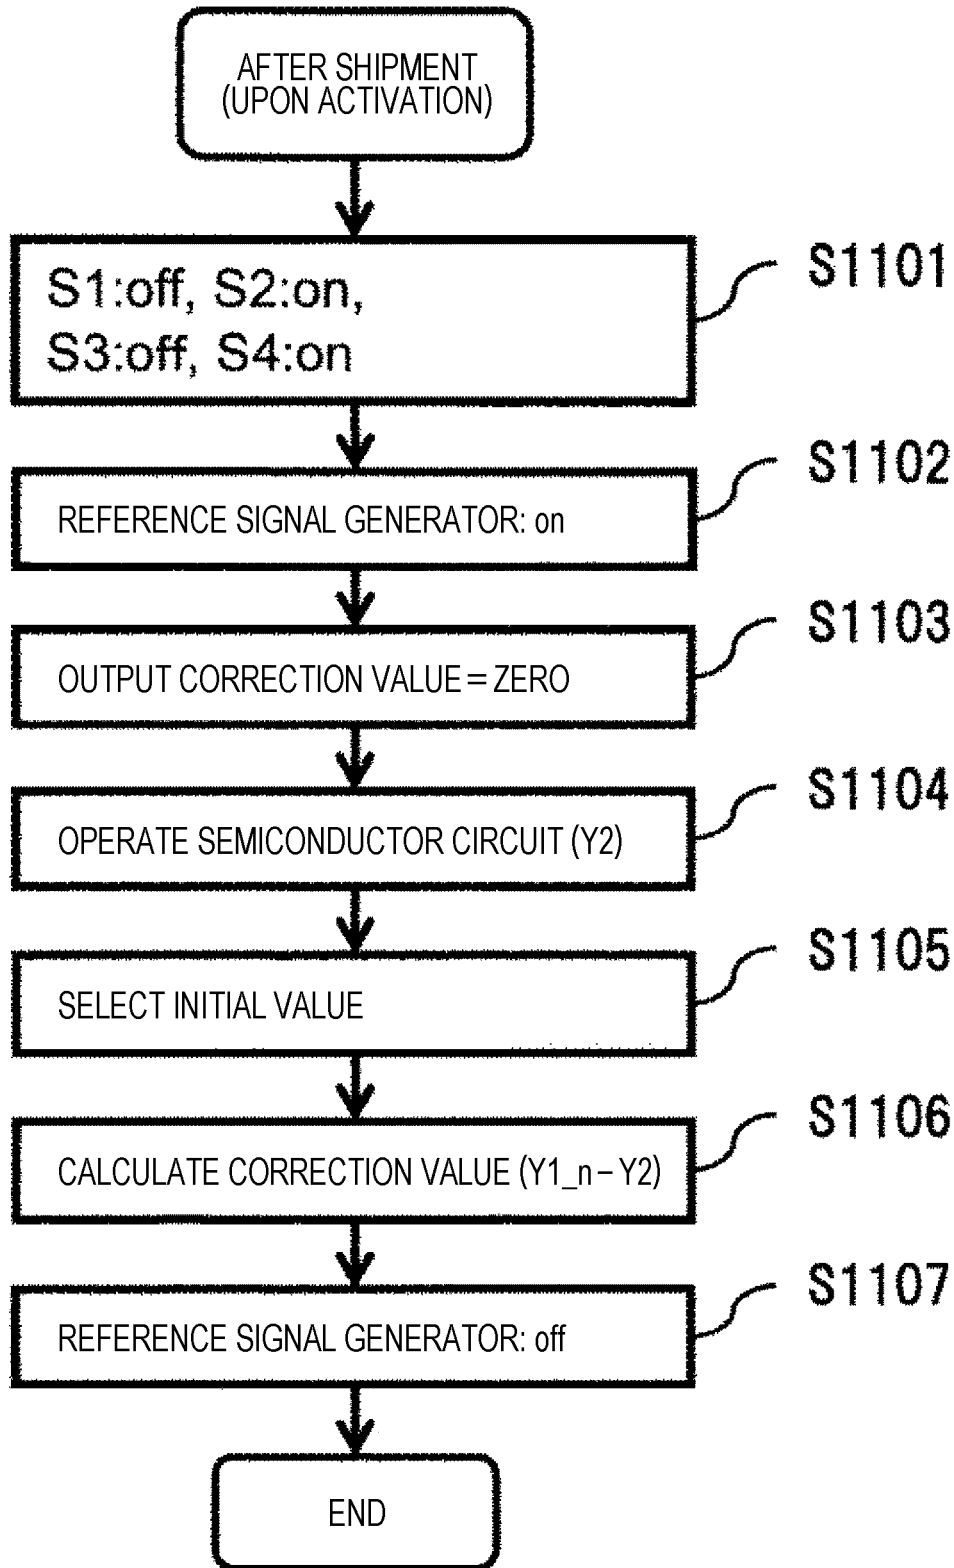 AFTER SHIPMENT
(UPON ACTIVATION)
S1:off, S2:on,
S3:off, S4:on
S1101
REFERENCE SIGNAL GENERATOR: on
S1102
OUTPUT CORRECTION VALUE = ZERO
S1103
OPERATE SEMICONDUCTOR CIRCUIT (Y2)
S1104
SELECT INITIAL VALUE
S1105
CALCULATE CORRECTION VALUE (Y1_n – Y2)
S1106
REFERENCE SIGNAL GENERATOR: off
S1107
END